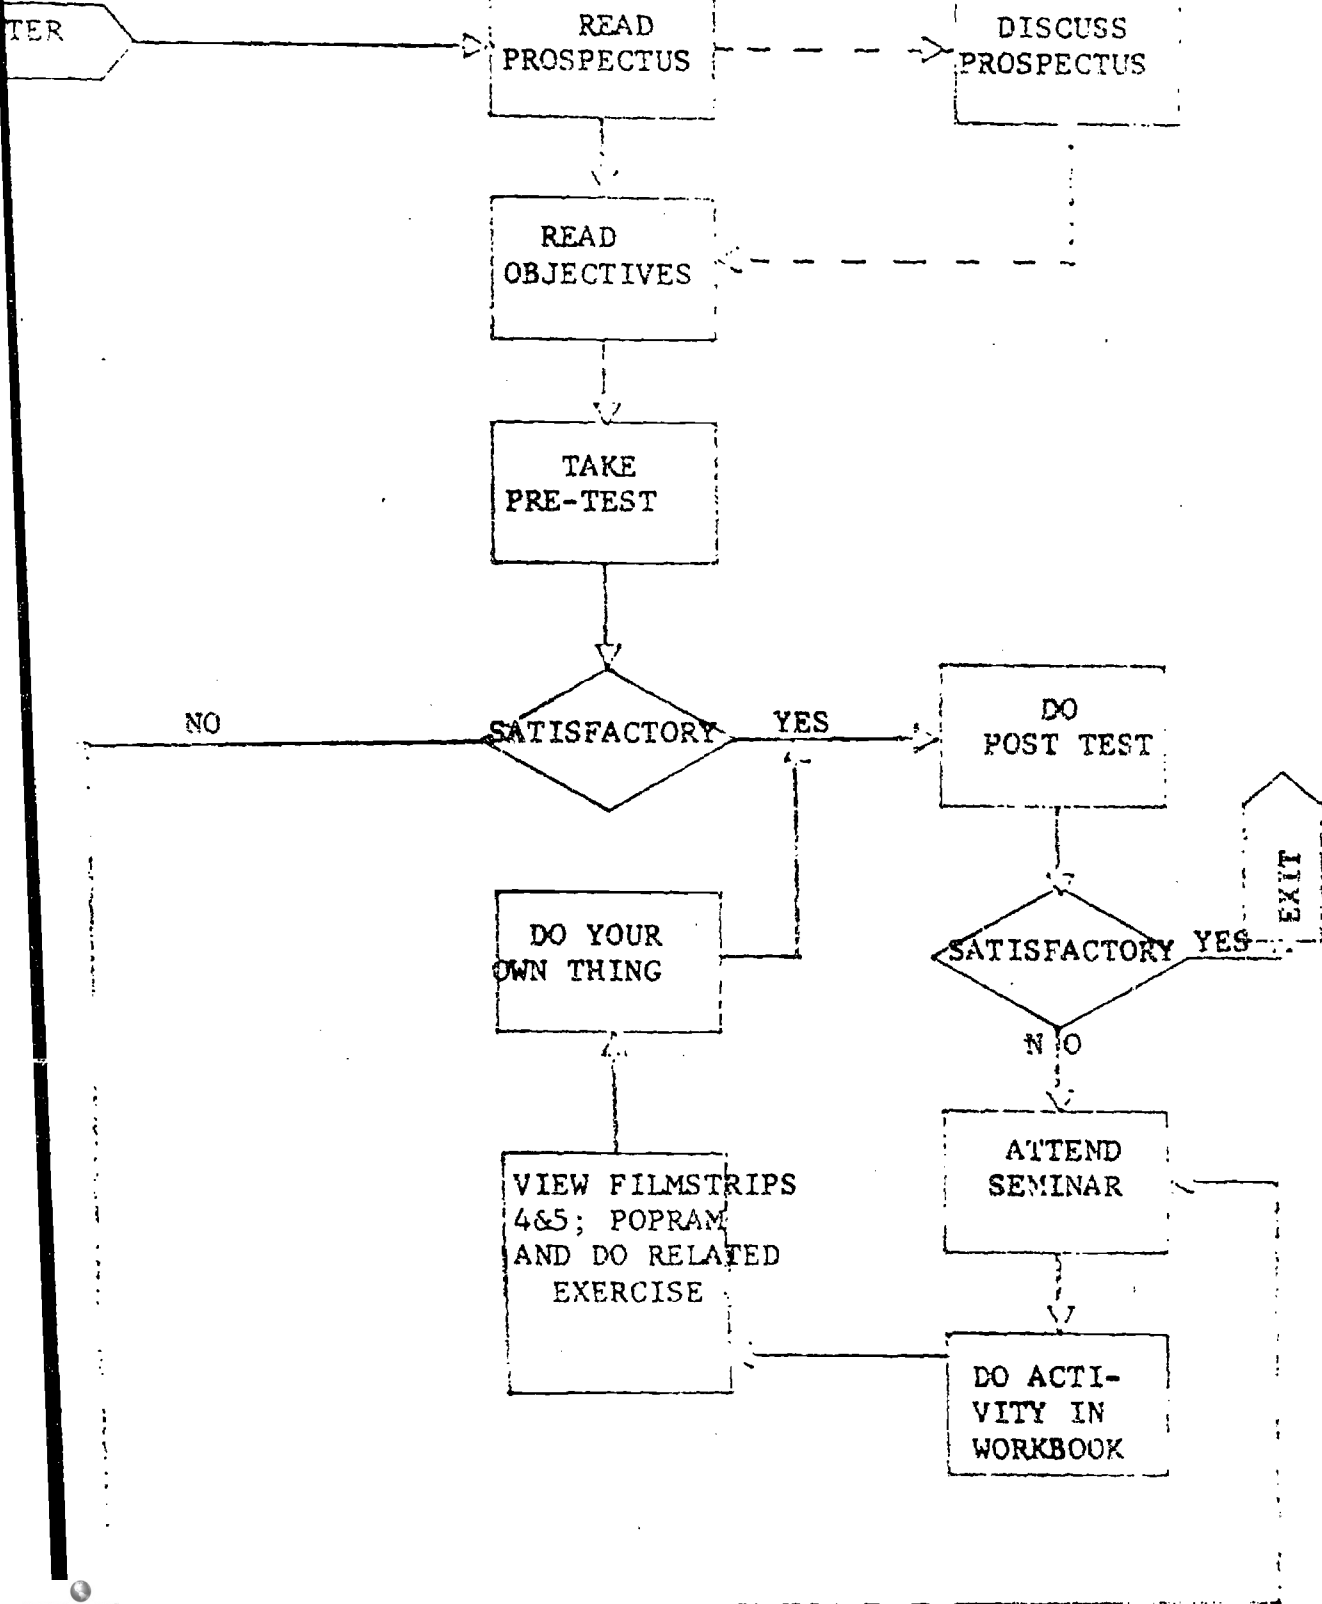 TER
READ
PROSPECTUS
DISCUSS
PROSPECTUS
READ
OBJECTIVES
TAKE
PRE-TEST
NO
SATISFACTORY
YES
DO
POST TEST
EXIT
DO YOUR
OWN THING
SATISFACTORY
YES
NO
ATTEND
SEMINAR
VIEW FILMSTRIPS
4&5; POPRAM
AND DO RELATED
EXERCISE
DO ACTI-
VITY IN
WORKBOOK